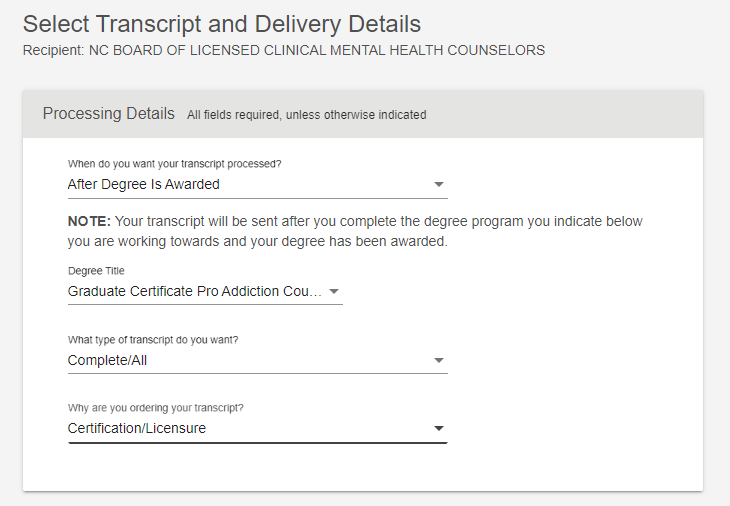 Select Transcript and Delivery Details
Recipient: NC BOARD OF LICENSED CLINICAL MENTAL HEALTH COUNSELORS
Processing Details All fields required, unless otherwise indicated
When do you want your transcript processed?
After Degree Is Awarded
NOTE: Your transcript will be sent after you complete the degree program you indicate below
you are working towards and your degree has been awarded.
Degree Title
Graduate Certificate Pro Addiction Cou...
What type of transcript do you want?
Complete/All
Why are you ordering your transcript?
Certification/Licensure